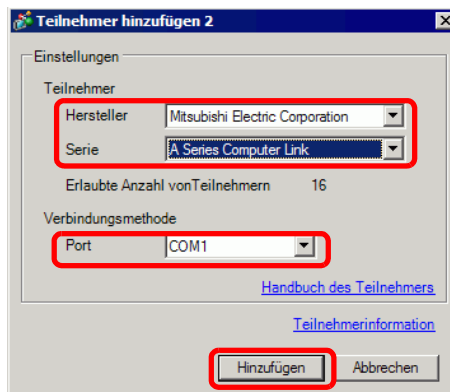 Teilnehmer hinzufügen 2
Einstellungen
Teilnehmer
Hersteller Mitsubishi Electric Corporation
Serie A Series Computer Link
Erlaubte Anzahl vonTeilnehmern 16
Verbindungsmethode
Port COM1
Handbuch des Teilnehmers
Teilnehmerinformation
Hinzufügen Abbrechen